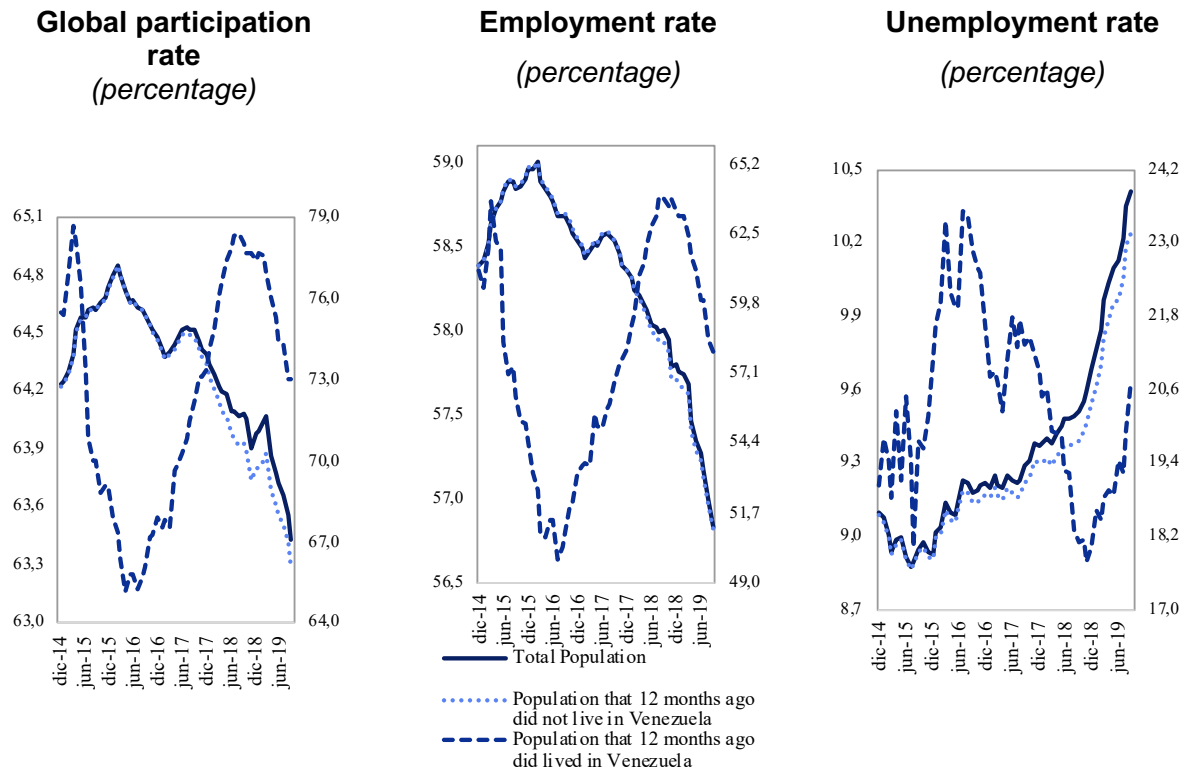 Global participation
rate
(percentage)
65,1
64,8
64,5
64,2
63,9
63,6
63,3
63,0
79,0
76,0
73,0
70,0
67,0
64,0
dic-14
jun-15
dic-15
jun-16
dic-16
jun-17
dic-17
jun-18
dic-18
jun-19
Employment rate
(percentage)
59,0
58,5
58,0
57,5
57,0
56,5
65,2
62,5
59,8
57,1
54,4
51,7
49,0
dic-14
jun-15
dic-15
jun-16
dic-16
jun-17
dic-17
jun-18
dic-18
jun-19
Unemployment rate
(percentage)
10,5
10,2
9,9
9,6
9,3
9,0
8,7
24,2
23,0
21,8
20,6
19,4
18,2
17,0
dic-14
jun-15
dic-15
jun-16
dic-16
jun-17
dic-17
jun-18
dic-18
jun-19
Total Population
Population that 12 months ago
did not live in Venezuela
Population that 12 months ago
did lived in Venezuela